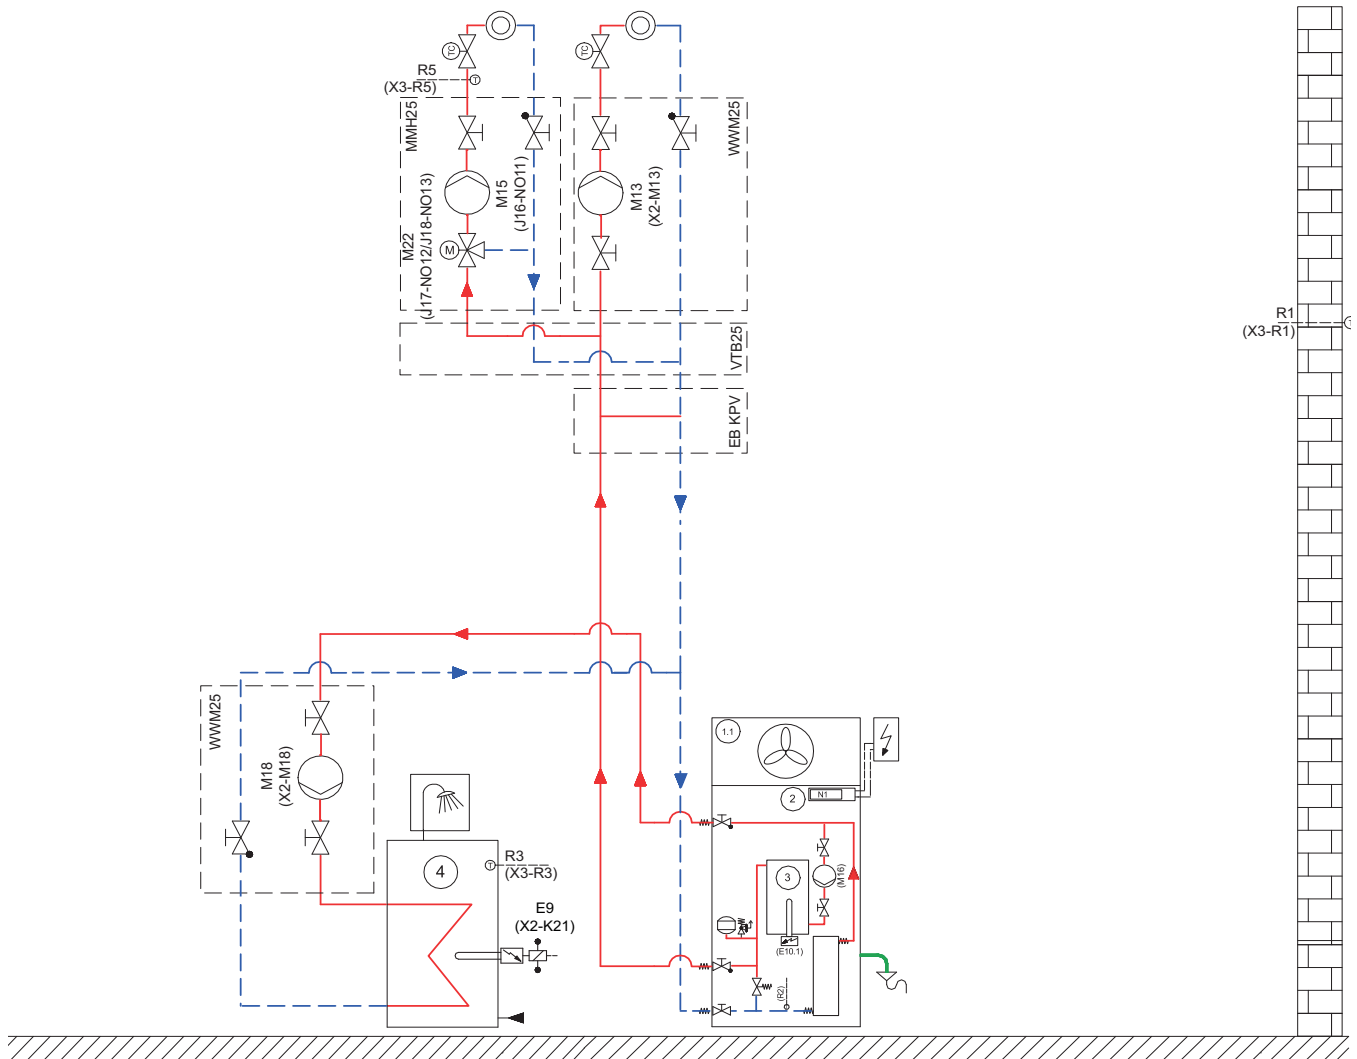 TC
TC
R5
(X3-R5)
T
MMH25
M15
(J16-NO11)
M22
(J17-NO12/J18-NO13)
M
M13
(X2-M13)
WWM25
VTB25
EB KPV
R1
(X3-R1)
T
WWM25
M18
(X2-M18)
1.1
2
N1
3
(M16)
(E10.1)
(R2)
4
T
R3
(X3-R3)
E9
(X2-K21)